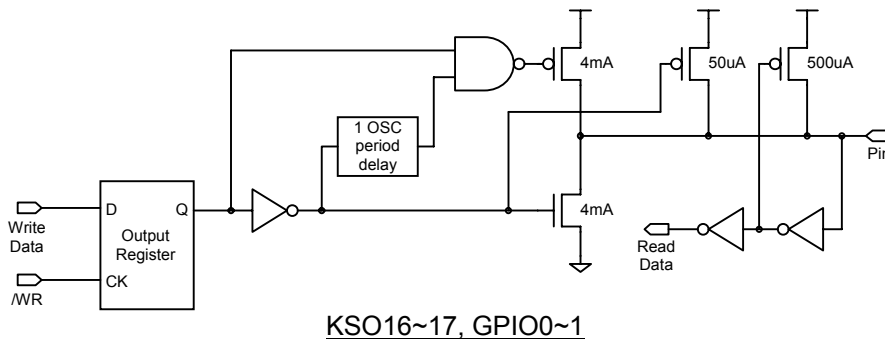 4mA
50uA
500uA
1 OSC
period
delay
Pin
D
Q
4mA
Write
Data
Output
Register
Read
Data
CK
/WR
KSO16~17, GPIO0~1